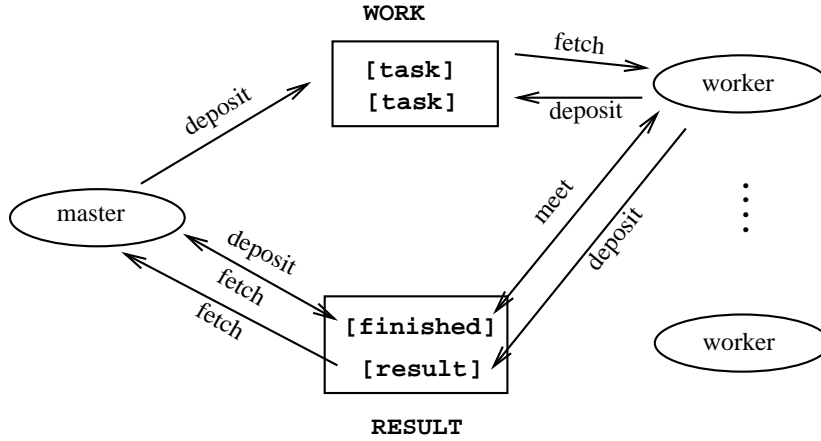 WORK
fetch
[task]
[task]
worker
deposit
deposit
master
meet
deposit
deposit
fetch
fetch
[finished]
[result]
worker
RESULT